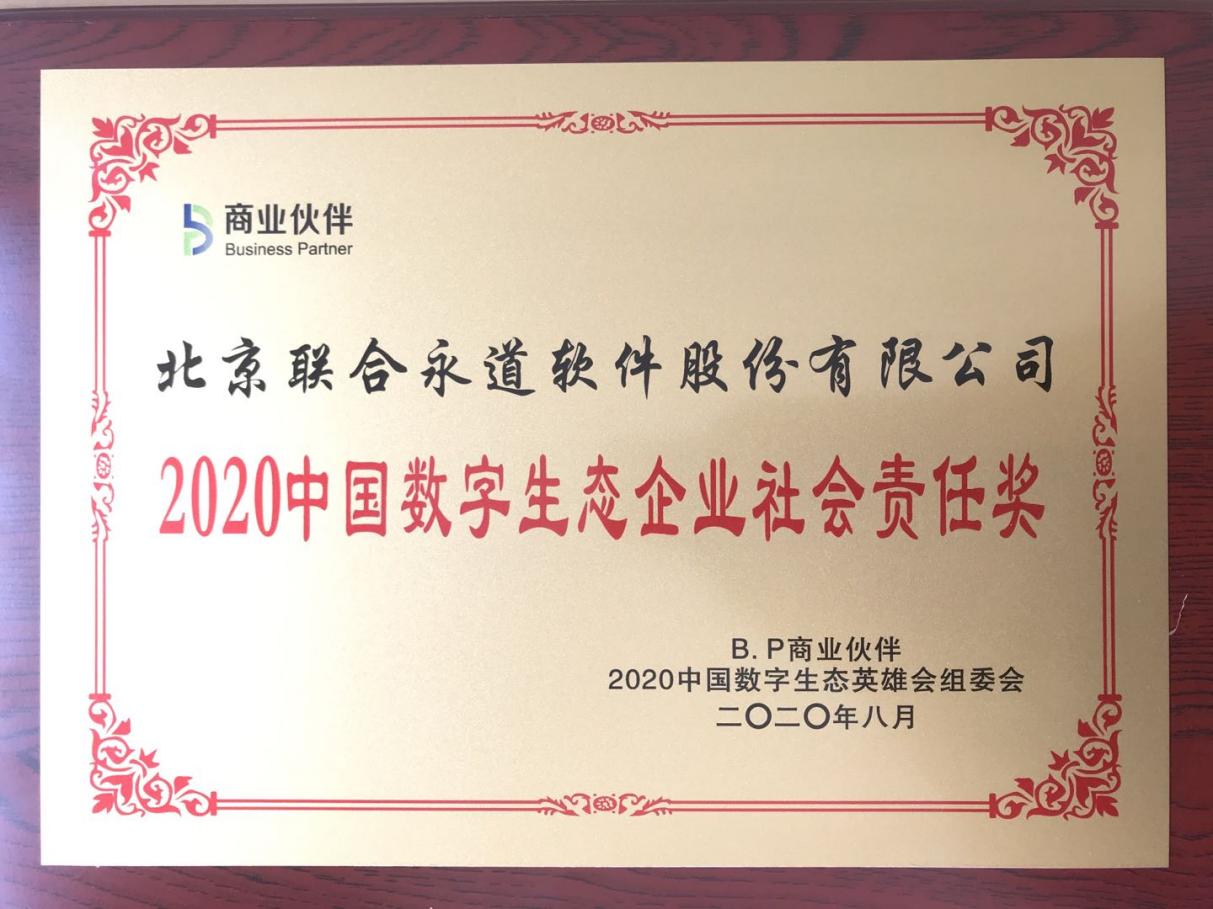 商业伙伴
Business Partner
北京联合永道软件股份有限公司
2020中国数字生态企业社会责任奖
B.P商业伙伴
2020中国数字生态英雄会组委会
二〇二〇年八月